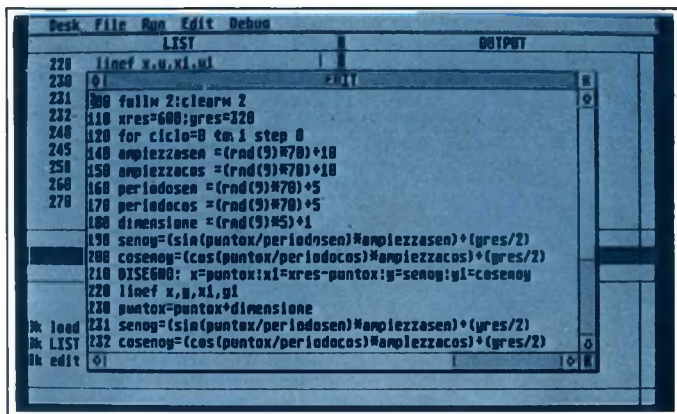 Desk File Run Edit Debug
LIST
OUTPUT
220 linef x,y,x1,y1
230
231
232
240
245
250
260
270
EDIT
100 fullw 2:clearw 2
110 xres=600:yres=320
120 for ciclo=0 to 1 step 0
140 ampiezzasen =(rnd(9)*70)+10
150 ampiezzacos =(rnd(9)*70)+10
160 periodosen =(rnd(9)*70)+5
170 periodocos =(rnd(9)*70)+5
180 dimensione =(rnd(9)*5)+1
190 senoy=(sin(puntox/periodosen)*ampiezzasen)+(yres/2)
200 cosenoy=(cos(puntox/periodocos)*ampiezzacos)+(yres/2)
210 DISEGNO: x=puntox:x1=xres-puntox:y=senoy:y1=cosenoy
220 linef x,y,x1,y1
230 puntox=puntox+dimensione
231 senoy=(sin(puntox/periodosen)*ampiezzasen)+(yres/2)
232 cosenoy=(cos(puntox/periodocos)*ampiezzacos)+(yres/2)
Ok load
Ok LIST
Ok edit